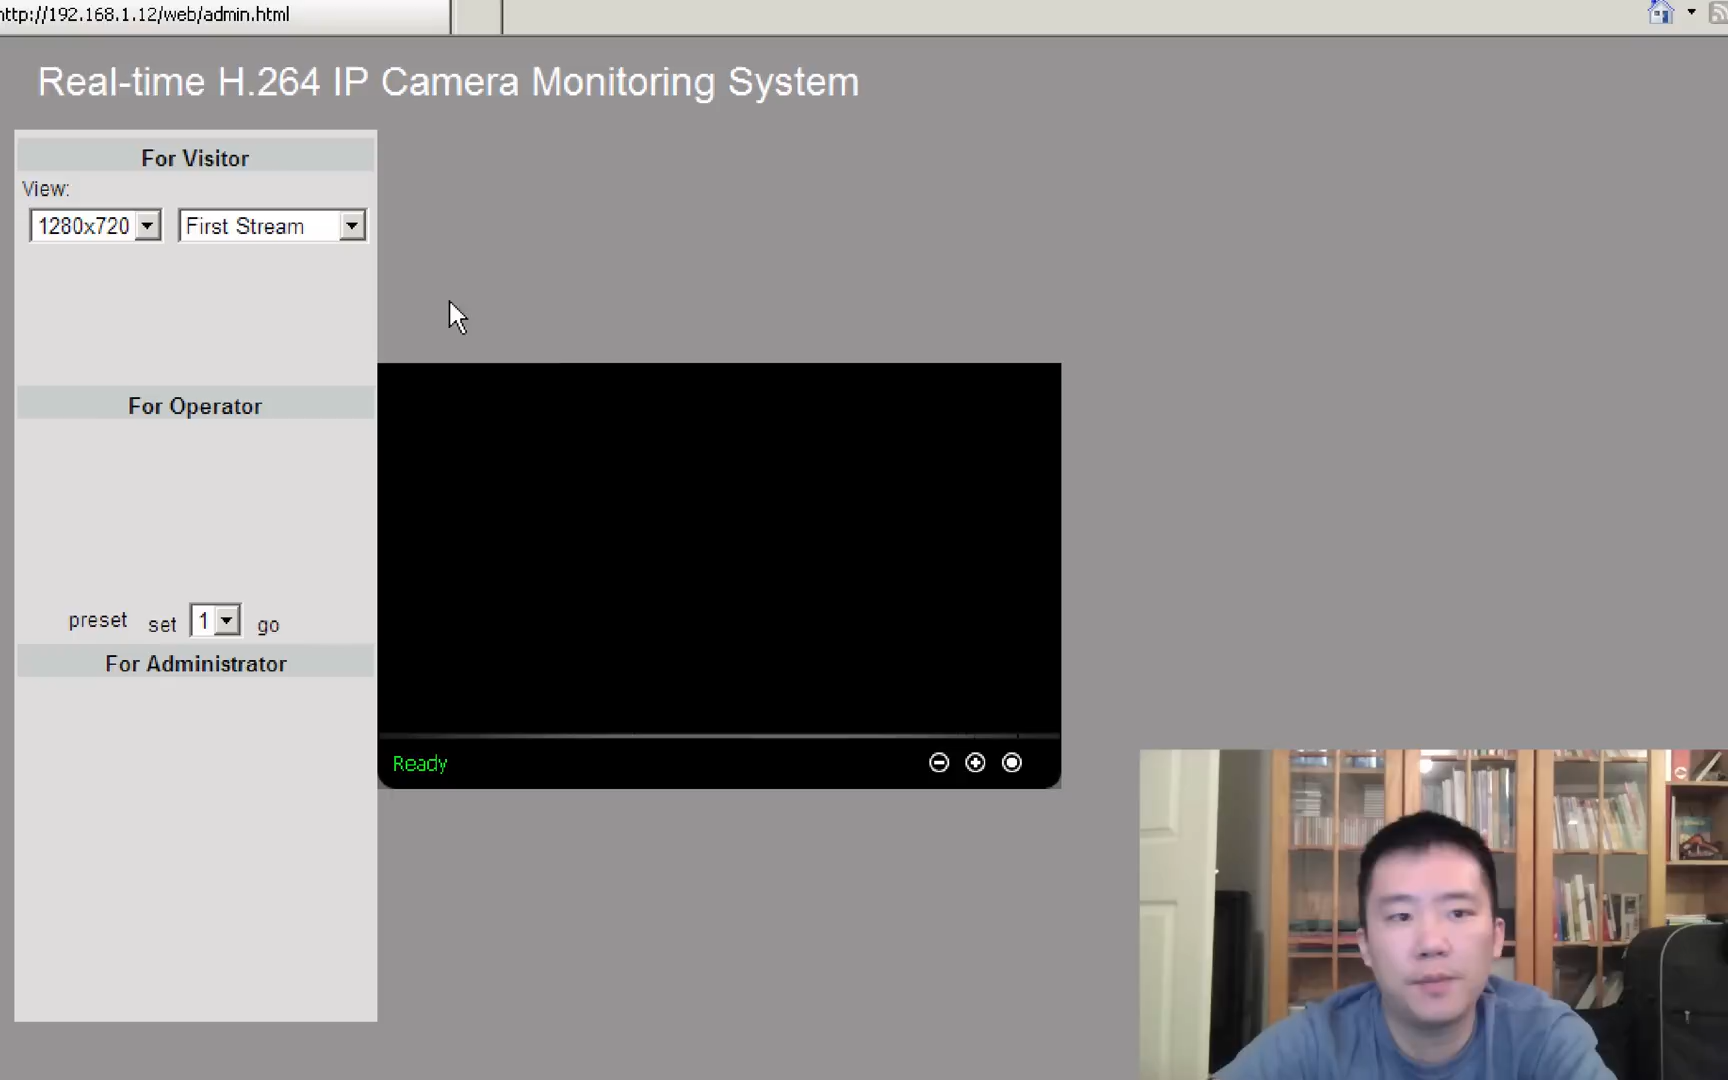 http://192.168.1.12/web/admin.html
Real-time H.264 IP Camera Monitoring System
For Visitor
View:
1280x720 First Stream
For Operator
preset set 1 go
For Administrator
Ready